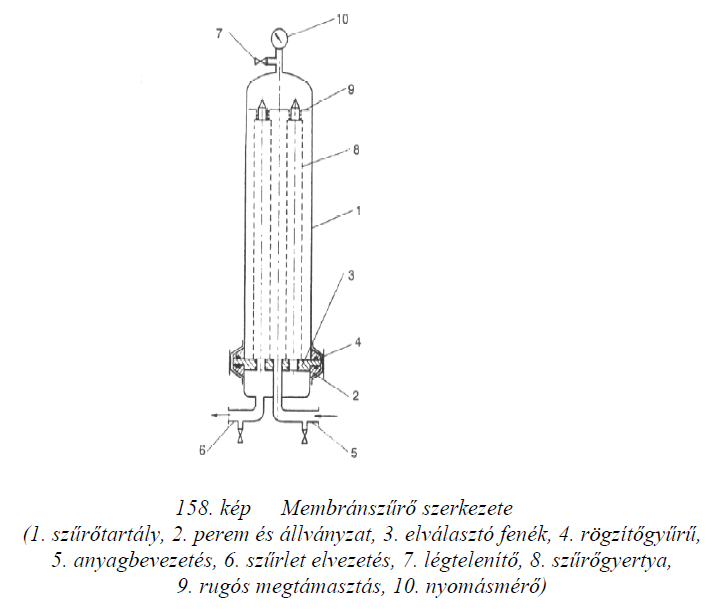 10
7
9
8
1
3
4
2
6
5
158. kép Membránszűrő szerkezete
(1. szűrőtartály, 2. perem és állványzat, 3. elválasztó fenék, 4. rögzítőgyűrű,
5. anyagbevezetés, 6. szűrlet elvezetés, 7. légtelenítő, 8. szűrőgyertya,
9. rugós megtámasztás, 10. nyomásmérő)